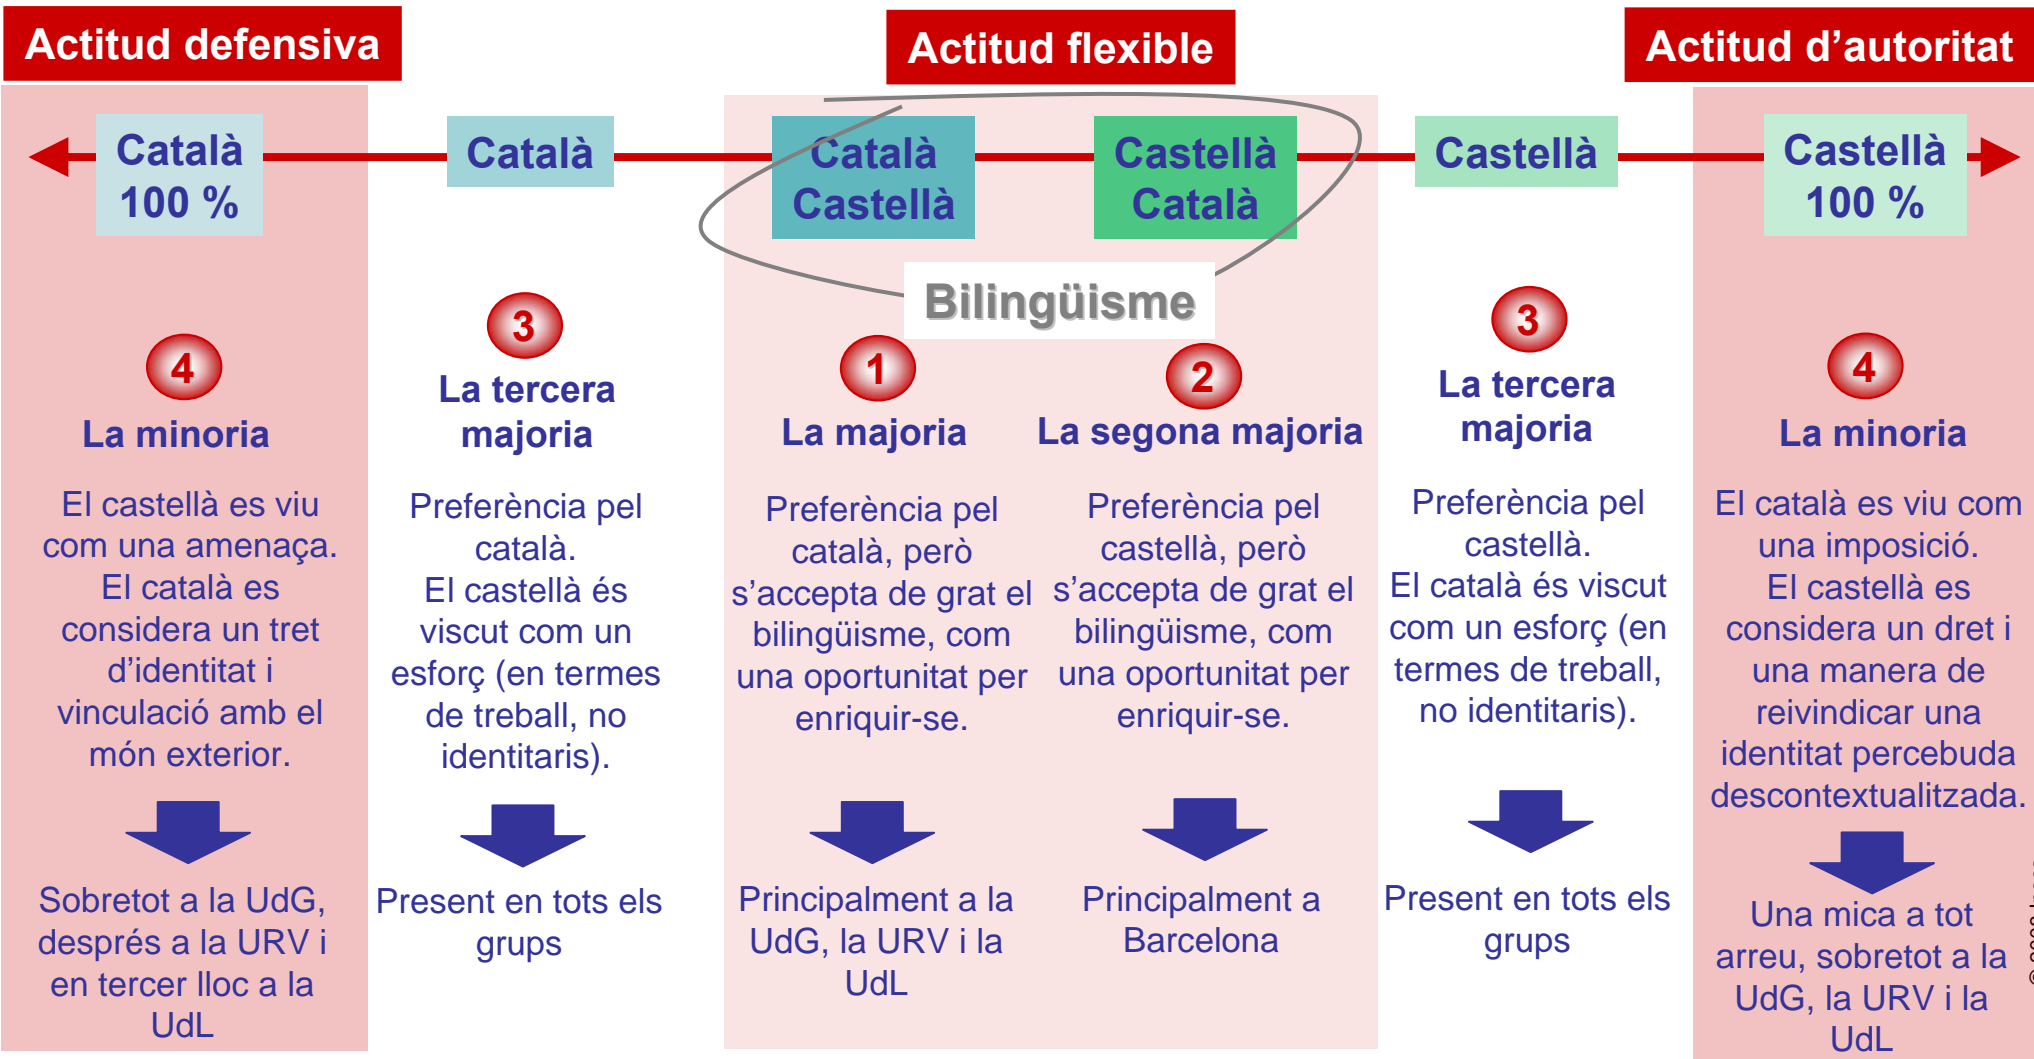 Actitud defensiva
Actitud flexible
Actitud d’autoritat
Català
100 %
Català
Català
Castellà
Castellà
Català
Castellà
Castellà
100 %
Bilingüisme
4
La minoria
El castellà es viu
com una amenaça.
El català es
considera un tret
d’identitat i
vinculació amb el
món exterior.
Sobretot a la UdG,
després a la URV i
en tercer lloc a la
UdL
3
La tercera
majoria
Preferència pel
català.
El castellà és
viscut com un
esforç (en termes
de treball, no
identitaris).
Present en tots els
grups
1
La majoria
Preferència pel
català, però
s’accepta de grat el
bilingüisme, com
una oportunitat per
enriquir-se.
Principalment a la
UdG, la URV i la
UdL
2
La segona majoria
Preferència pel
castellà, però
s’accepta de grat el
bilingüisme, com
una oportunitat per
enriquir-se.
Principalment a
Barcelona
3
La tercera
majoria
Preferència pel
castellà.
El català és viscut
com un esforç (en
termes de treball,
no identitaris).
Present en tots els
grups
4
La minoria
El català es viu com
una imposició.
El castellà es
considera un dret i
una manera de
reivindicar una
identitat percebuda
descontextualitzada.
Una mica a tot
arreu, sobretot a la
UdG, la URV i la
UdL